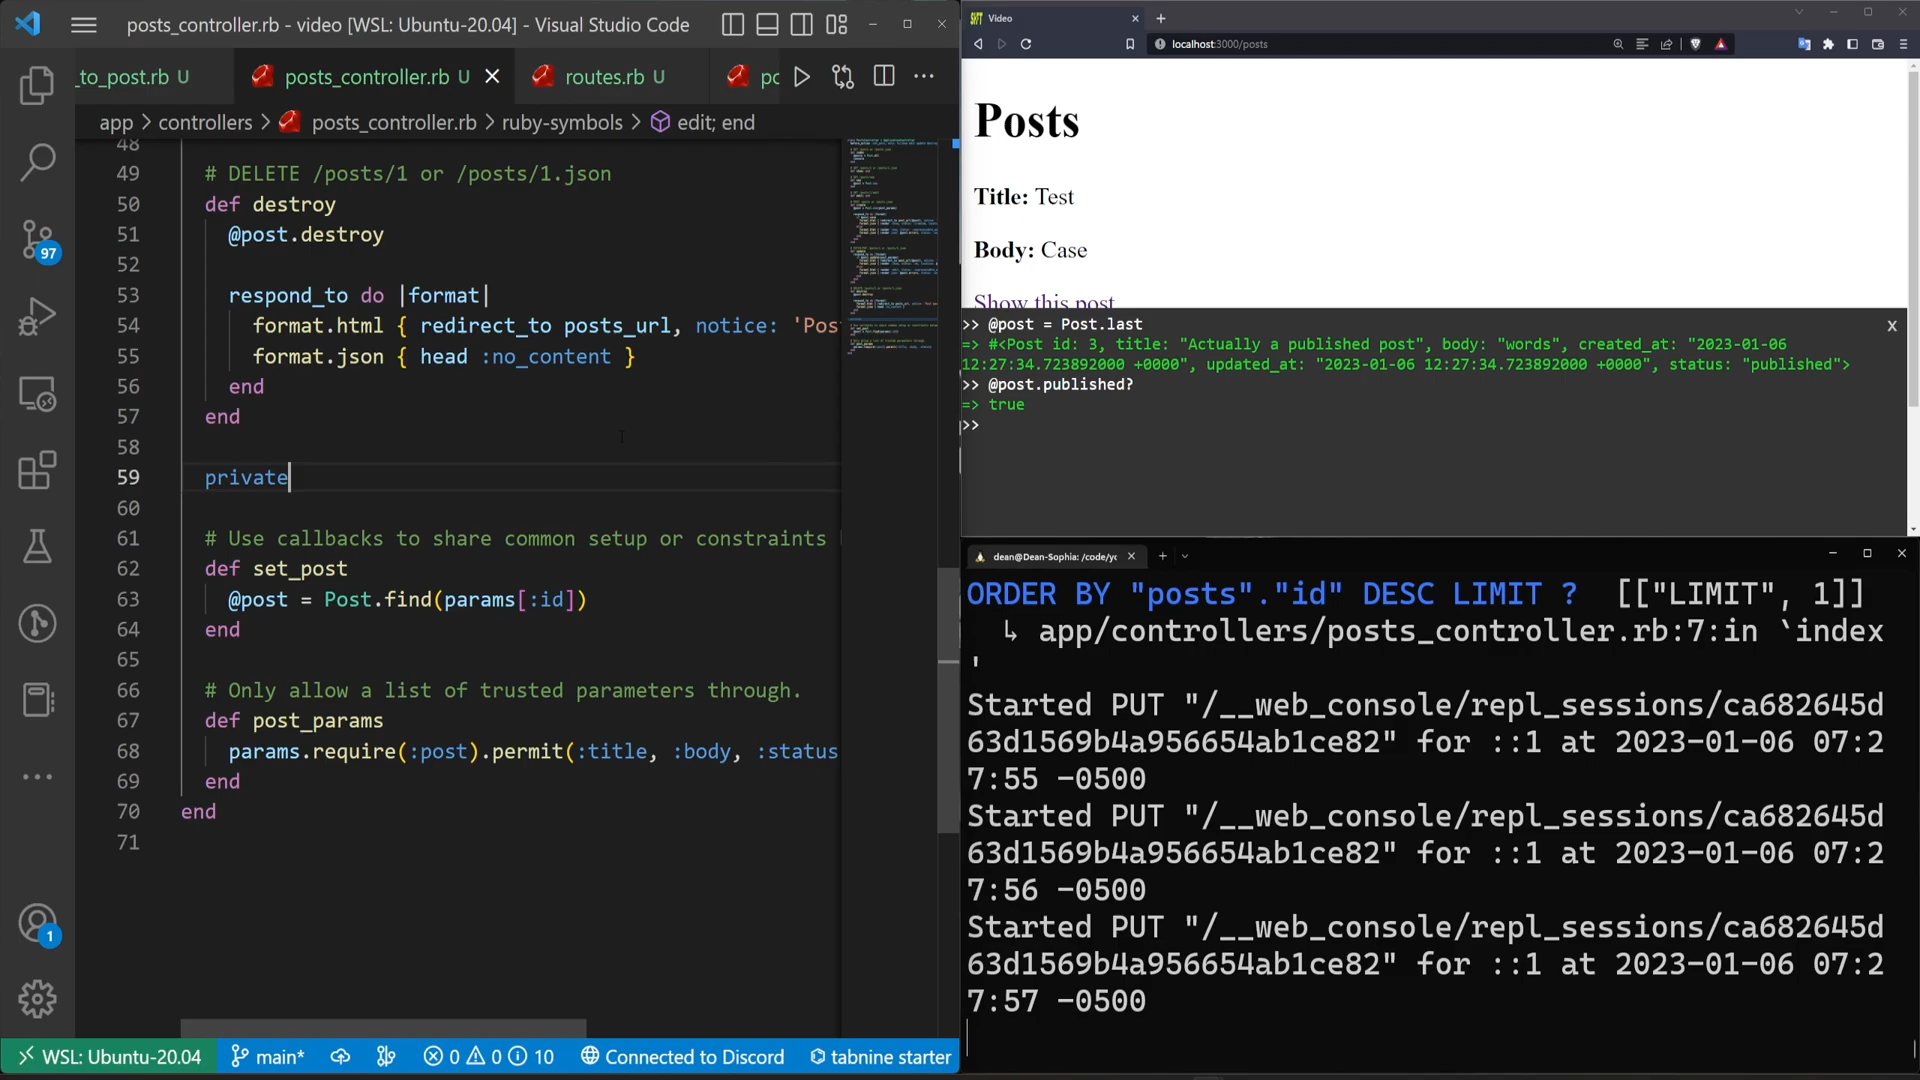 posts_controller.rb - video [WSL: Ubuntu-20.04] - Visual Studio Code
_to_post.rb U
posts_controller.rb U
routes.rb U
pc
app > controllers > posts_controller.rb > ruby-symbols > edit; end
48
49 # DELETE /posts/1 or /posts/1.json
50 def destroy
51 @post.destroy
52
53 respond_to do |format|
54 format.html { redirect_to posts_url, notice: 'Pos
55 format.json { head :no_content }
56 end
57 end
58
59 private
60
61 # Use callbacks to share common setup or constraints
62 def set_post
63 @post = Post.find(params[:id])
64 end
65
66 # Only allow a list of trusted parameters through.
67 def post_params
68 params.require(:post).permit(:title, :body, :status
69 end
70 end
71
97
1
WSL: Ubuntu-20.04 main* 0 0 10 Connected to Discord tabnine starter
Video
localhost:3000/posts
Posts
Title: Test
Body: Case
Show this post
>> @post = Post.last
=> #<Post id: 3, title: "Actually a published post", body: "words", created_at: "2023-01-06
12:27:34.723892000 +0000", updated_at: "2023-01-06 12:27:34.723892000 +0000", status: "published">
>> @post.published?
=> true
>>
x
dean@Dean-Sophia: /code/yc
ORDER BY "posts"."id" DESC LIMIT ? [["LIMIT", 1]]
↳ app/controllers/posts_controller.rb:7:in `index
'
Started PUT "/__web_console/repl_sessions/ca682645d
63d1569b4a956654ab1ce82" for ::1 at 2023-01-06 07:2
7:55 -0500
Started PUT "/__web_console/repl_sessions/ca682645d
63d1569b4a956654ab1ce82" for ::1 at 2023-01-06 07:2
7:56 -0500
Started PUT "/__web_console/repl_sessions/ca682645d
63d1569b4a956654ab1ce82" for ::1 at 2023-01-06 07:2
7:57 -0500